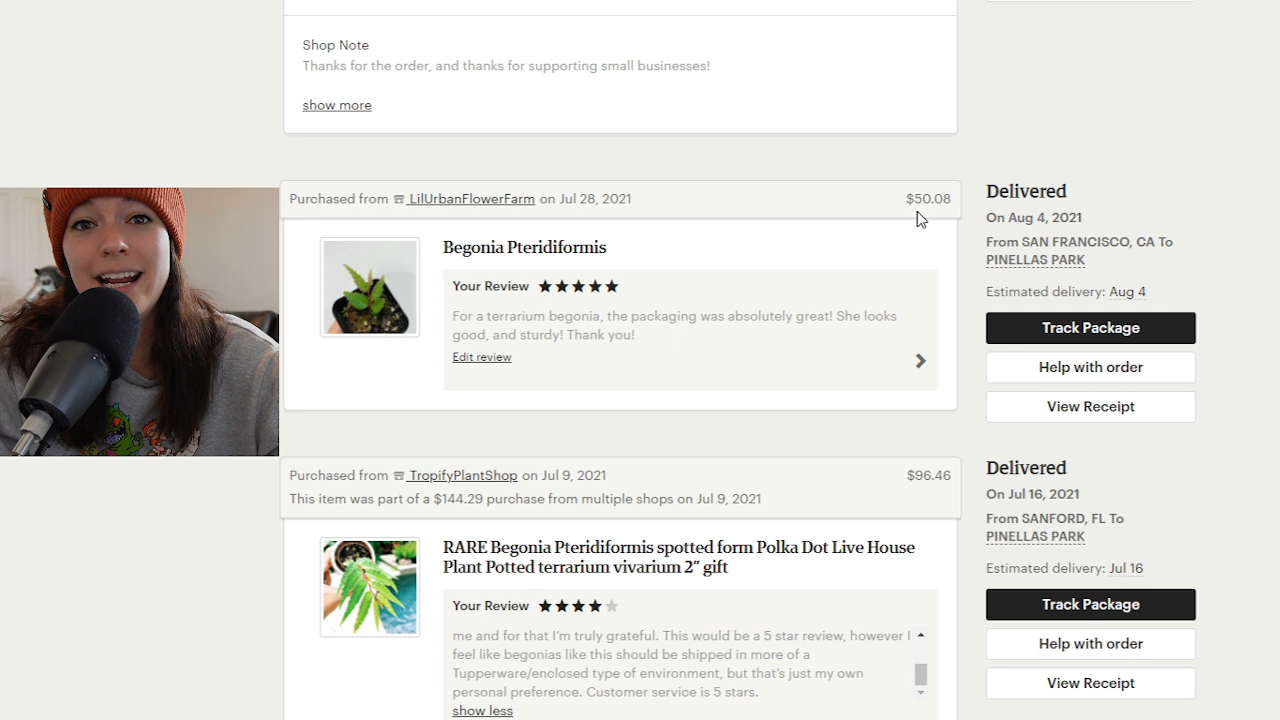 Shop Note
Thanks for the order, and thanks for supporting small businesses!
show more
Purchased from LilUrbanFlowerFarm on Jul 28, 2021
$50.08
Begonia Pteridiformis
Your Review
For a terrarium begonia, the packaging was absolutely great! She looks
good, and sturdy! Thank you!
Edit review
Delivered
On Aug 4, 2021
From SAN FRANCISCO, CA To
PINELLAS PARK
Estimated delivery: Aug 4
Track Package
Help with order
View Receipt
Purchased from TropifyPlantShop on Jul 9, 2021
$96.46
This item was part of a $144.29 purchase from multiple shops on Jul 9, 2021
RARE Begonia Pteridiformis spotted form Polka Dot Live House
Plant Potted terrarium vivarium 2” gift
Your Review
me and for that I’m truly grateful. This would be a 5 star review, however I
feel like begonias like this should be shipped in more of a
Tupperware/enclosed type of environment, but that’s just my own
personal preference. Customer service is 5 stars.
show less
Delivered
On Jul 16, 2021
From SANFORD, FL To
PINELLAS PARK
Estimated delivery: Jul 16
Track Package
Help with order
View Receipt